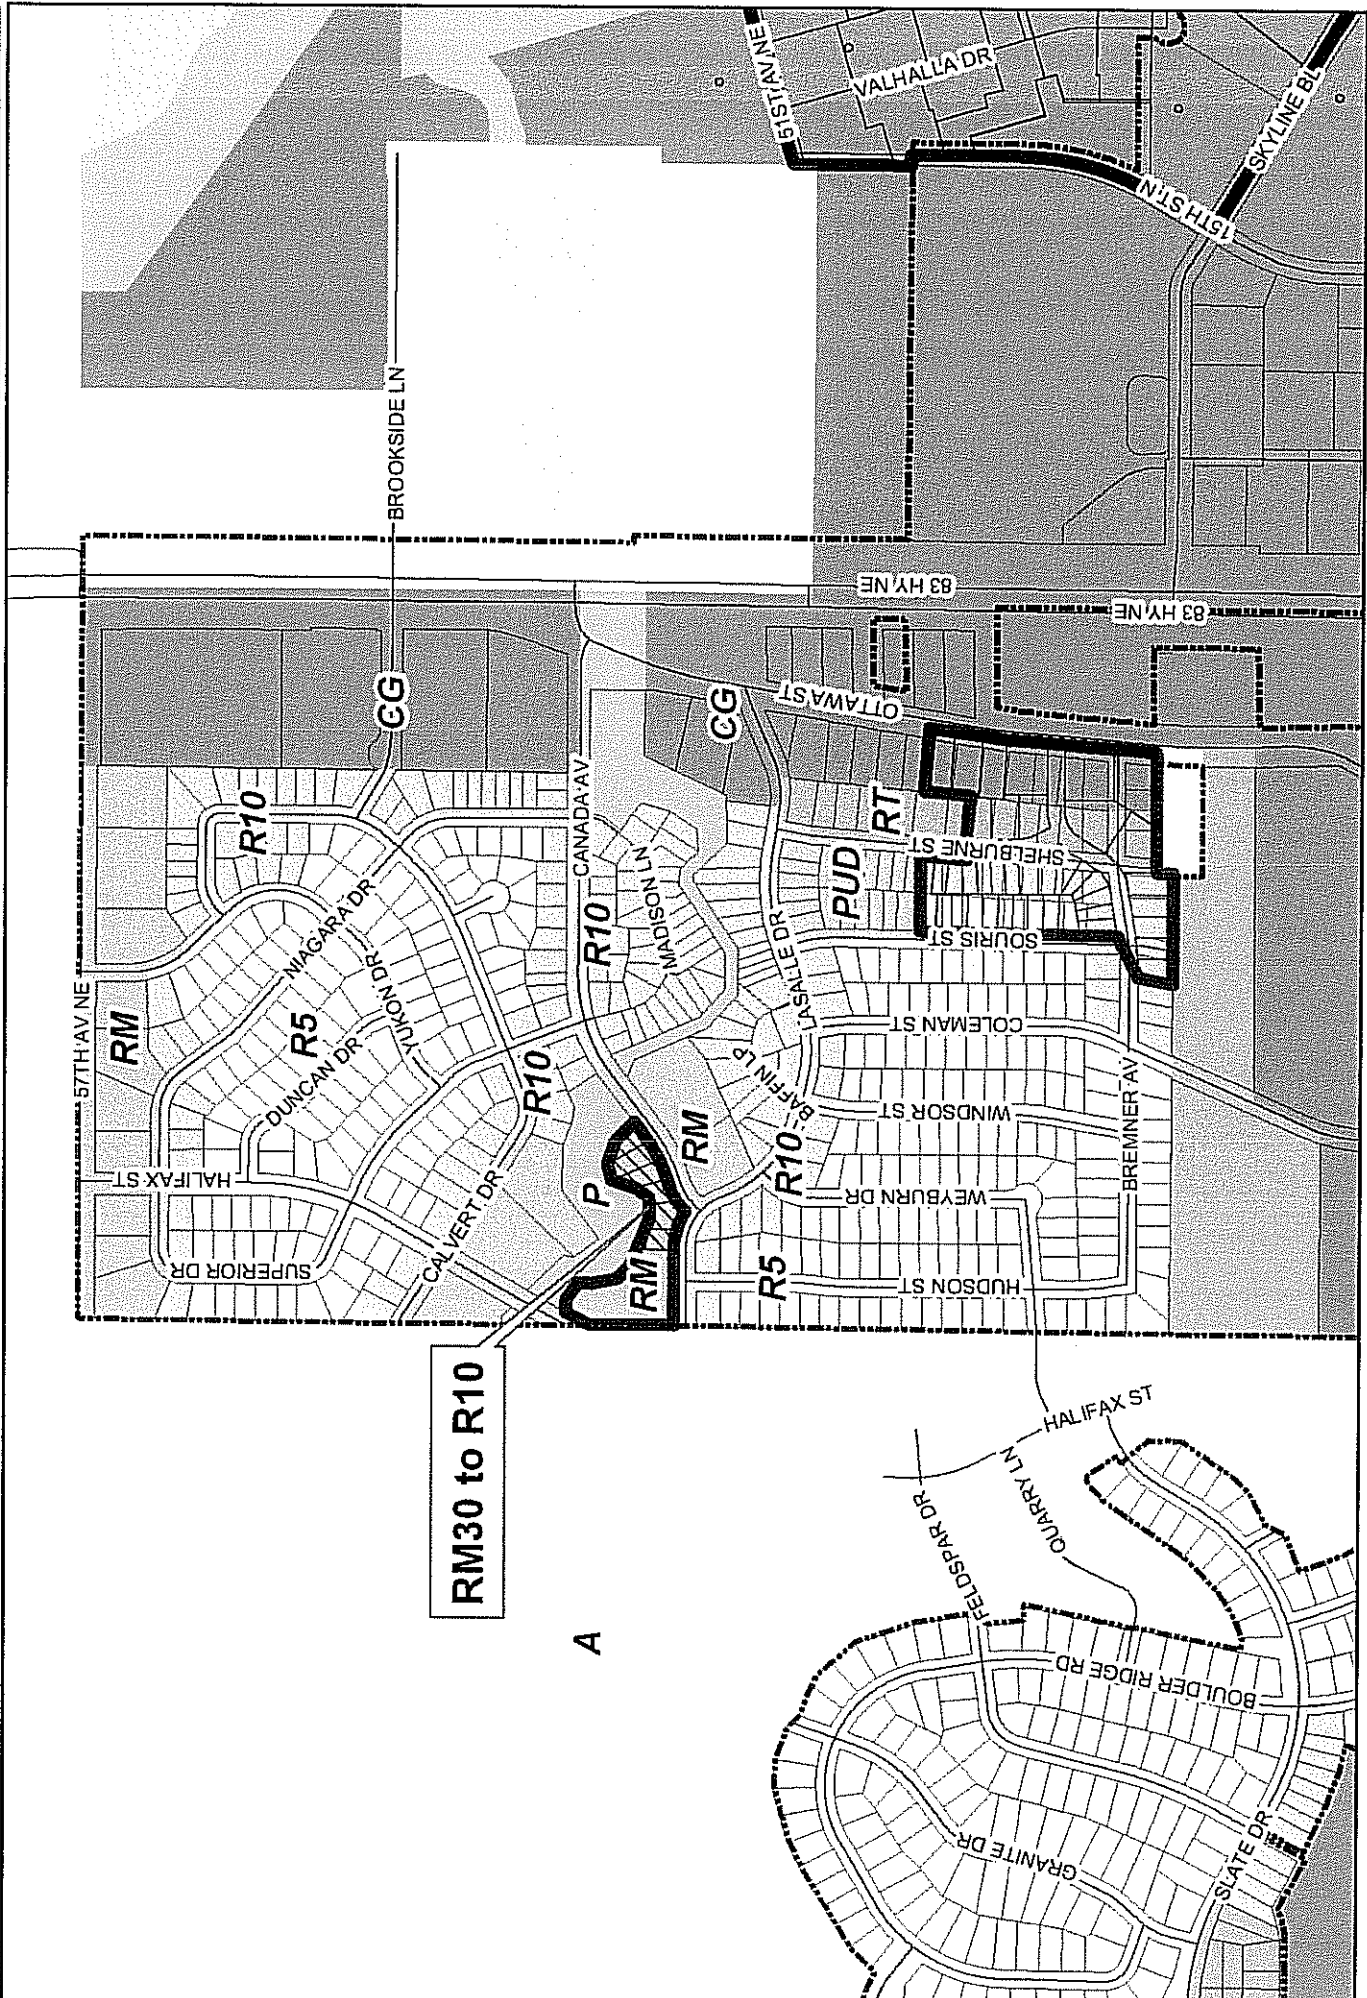 51ST AV NE
VALHALLA DR
SKYLINE BL
15TH ST N
BROOKSIDE LN
83 HY NE
83 HY NE
57TH AV NE
CG
R10
CANADA AV
CG
OTTAWA ST
RT
PUD
SHELBURNE ST
NIAGARA DR
MADISON LN
RM
R5
YUKON DR
R10
LASALLE DR
SOURIS ST
DUNCAN DR
R10
BAFFIN LP
COLEMAN ST
HALIFAX ST
P
RM
R10
WINDSOR ST
BREMNER AV
SUPERIOR DR
CALVERT DR
RM
WEYBURN DR
R5
HUDSON ST
RM30 to R10
HALIFAX ST
FELDSPAR DR
QUARRY LN
A
BOULDER RIDGE RD
GRANITE DR
SLATE DR